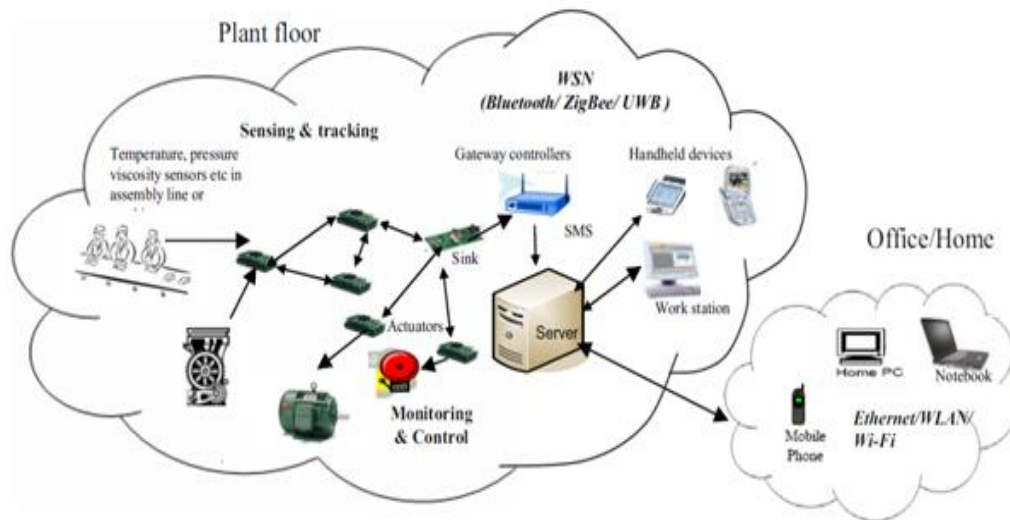 Plant floor
WSN
(Bluetooth/ ZigBee/ UWB )
Sensing & tracking
Temperature, pressure
viscosity sensors etc in
assembly line or
Gateway controllers
Handheld devices
SMS
Sink
Office/Home
Work station
Actuators
Server
Home PC
Notebook
Monitoring
& Control
Mobile
Phone
Ethernet/WLAN/
Wi-Fi